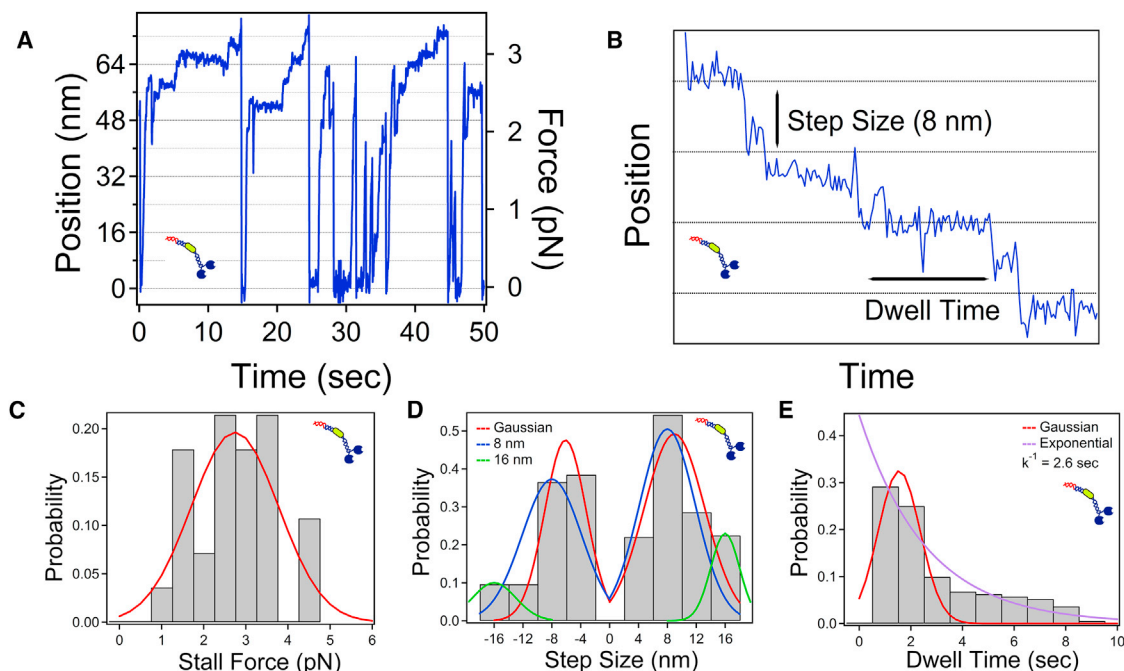 A
Position (nm)
64
48
32
16
0
3
2
1
0
Force (pN)
0 10 20 30 40 50
Time (sec)
B
Position
Step Size (8 nm)
Dwell Time
Time
C
Probability
0.20
0.15
0.10
0.05
0.00
0 1 2 3 4 5 6
Stall Force (pN)
D
Gaussian
8 nm
16 nm
Probability
0.5
0.4
0.3
0.2
0.1
0.0
-16 -12 -8 -4 0 4 8 12 16
Step Size (nm)
E
Gaussian
Exponential
k⁻¹ = 2.6 sec
Probability
0.4
0.3
0.2
0.1
0.0
0 2 4 6 8 10
Dwell Time (sec)